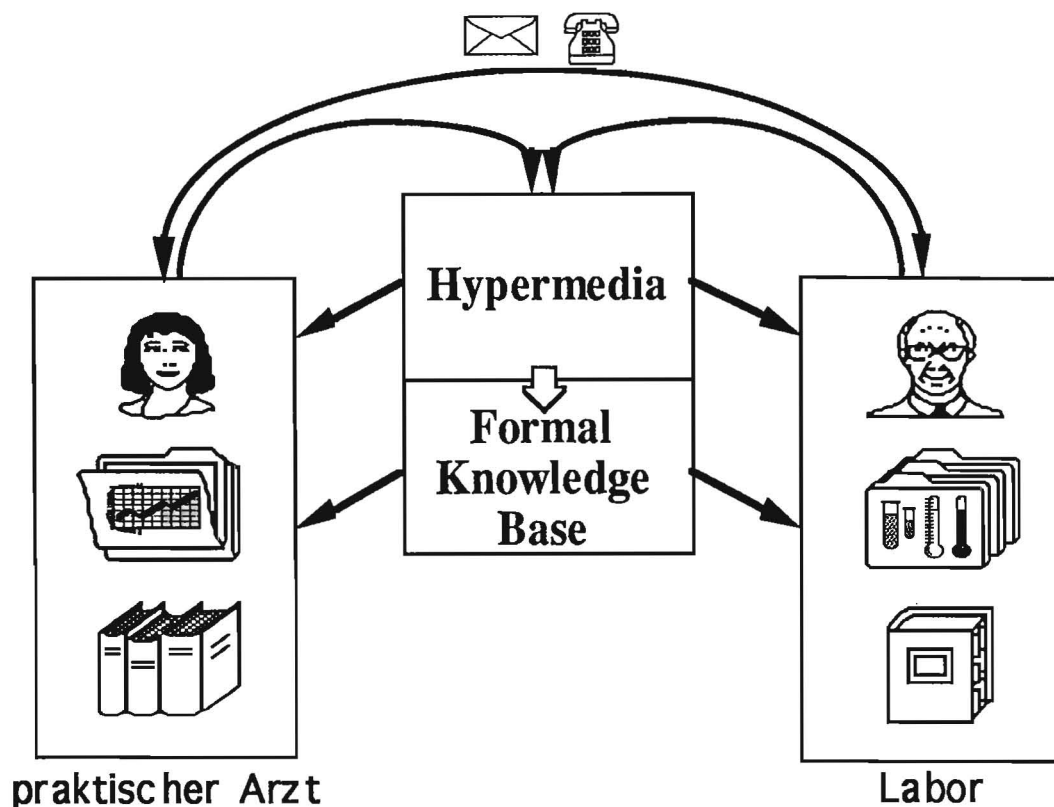 Hypermedia
Formal
Knowledge
Base
praktischer Arzt
Labor